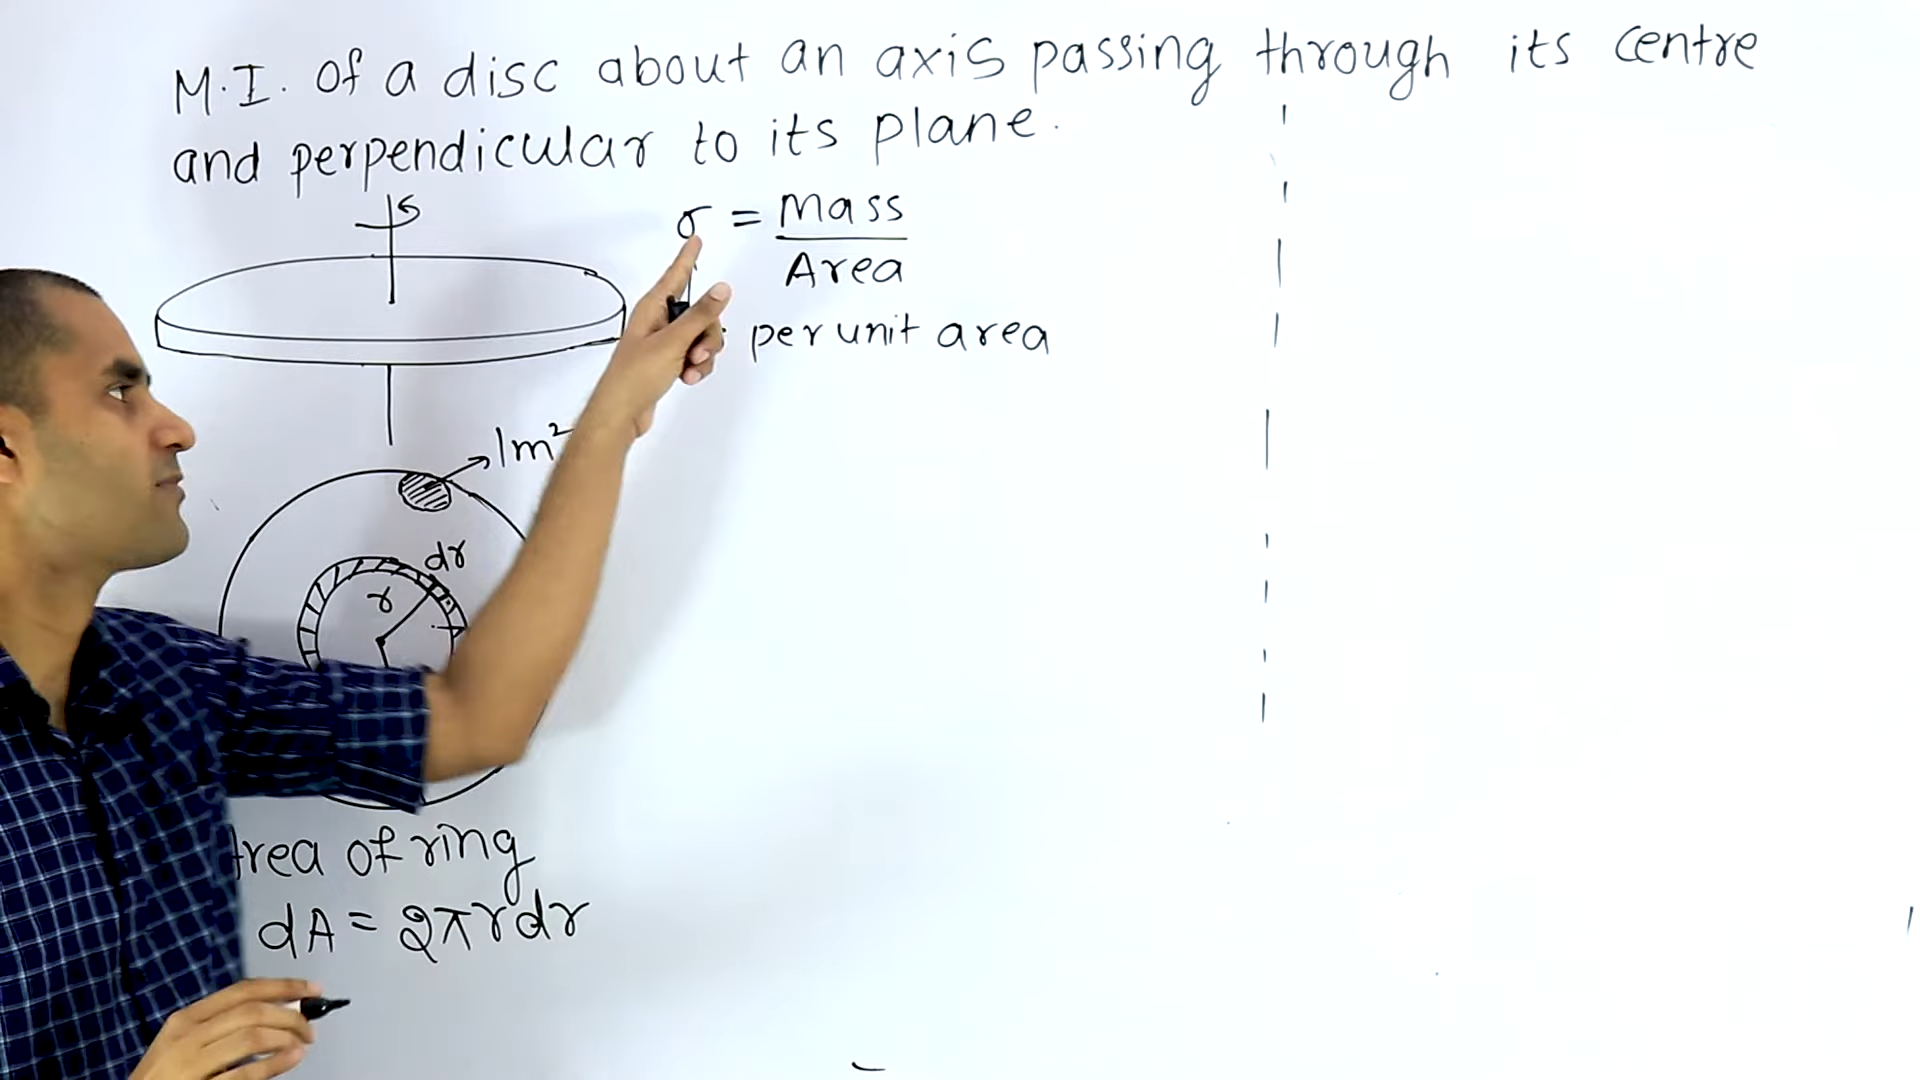 M.I. of a disc about an axis passing through its centre
and perpendicular to its plane.
σ = Mass
Area
per unit area
1m²
dr
r
Area of ring
dA = 2πrdr